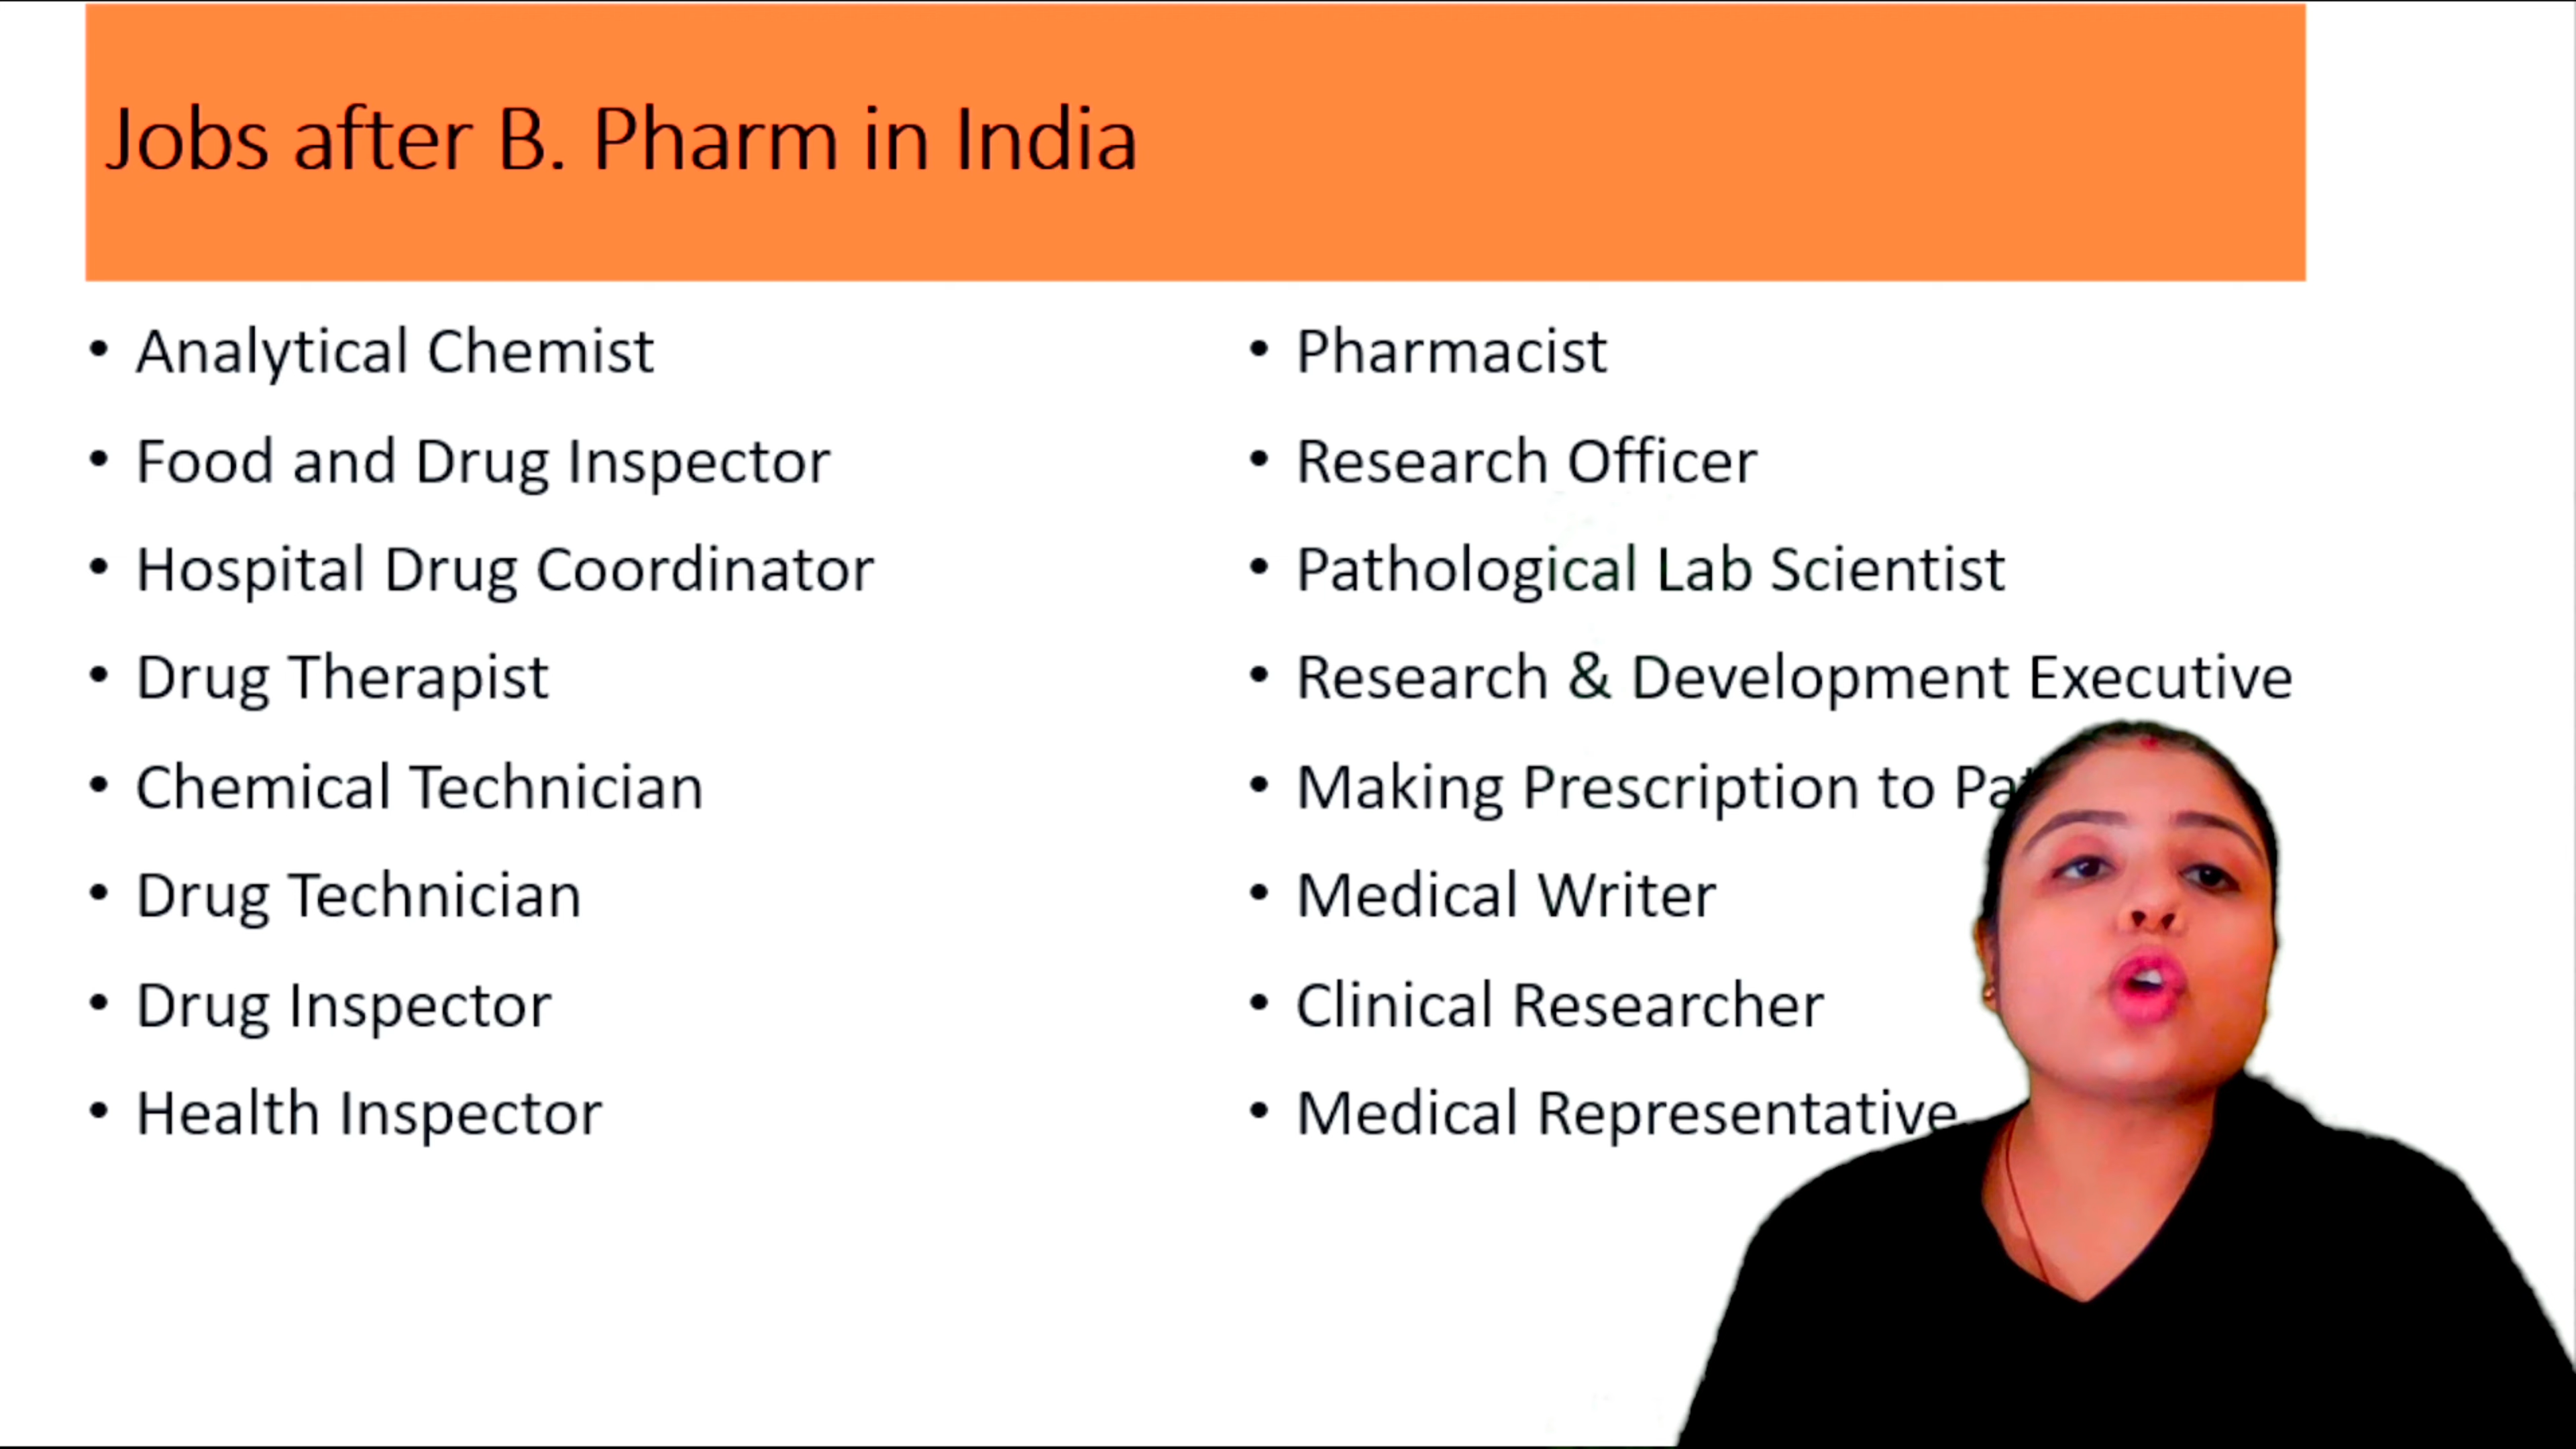 Jobs after B. Pharm in India
• Analytical Chemist
• Food and Drug Inspector
• Hospital Drug Coordinator
• Drug Therapist
• Chemical Technician
• Drug Technician
• Drug Inspector
• Health Inspector
• Pharmacist
• Research Officer
• Pathological Lab Scientist
• Research & Development Executive
• Making Prescription to
• Medical Writer
• Clinical Researcher
• Medical Representative